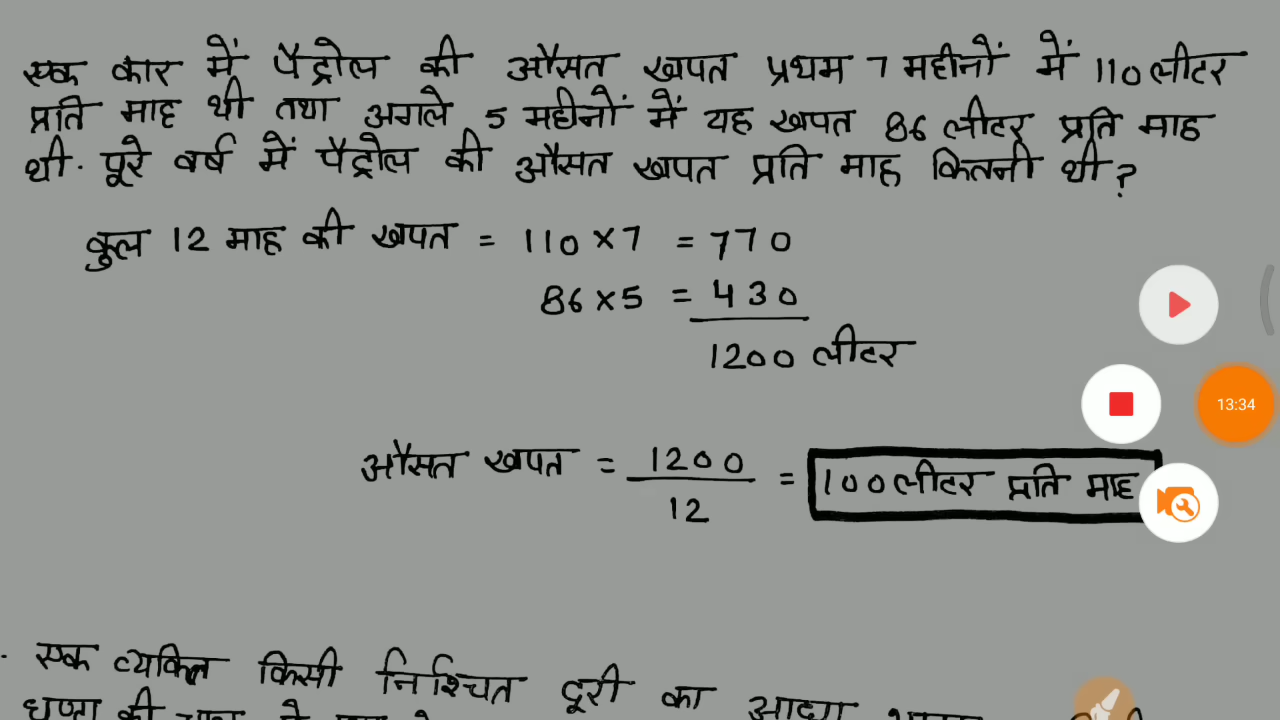 एक कार में पैट्रोल की औसत खपत प्रथम 7 महीनों में 110 लीटर
प्रति माह थी तथा अगले 5 महीनों में यह खपत 86 लीटर प्रति माह
थी. पूरे वर्ष में पैट्रोल की औसत खपत प्रति माह कितनी थी?
कुल 12 माह की खपत = 110 × 7 = 770
86 × 5 = 430
1200 लीटर
13:34
औसत खपत = 1200 / 12 = 100 लीटर प्रति माह
. एक व्यक्ति किसी निश्चित दूरी का आधा